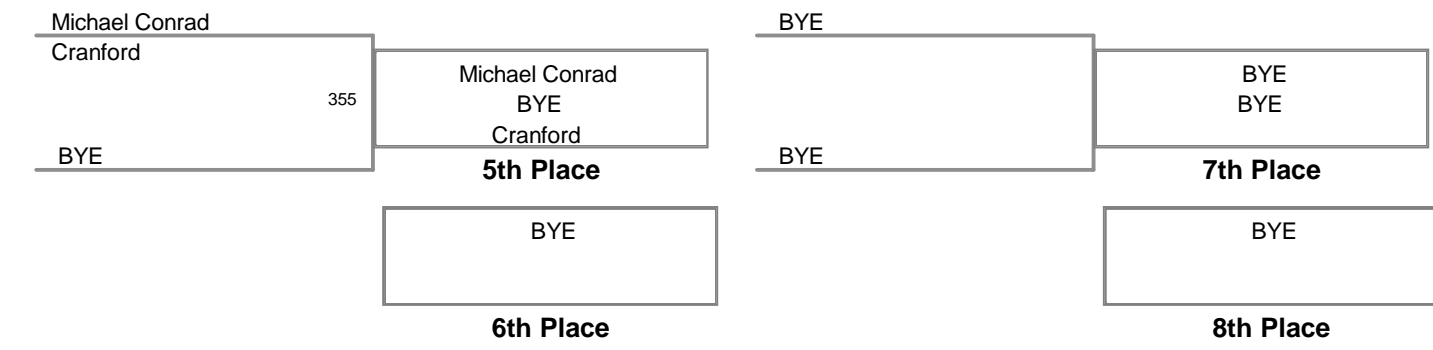 Michael Conrad
Cranford
355
BYE
Michael Conrad
BYE
Cranford
5th Place
BYE
6th Place
BYE
BYE
BYE
BYE
7th Place
BYE
8th Place